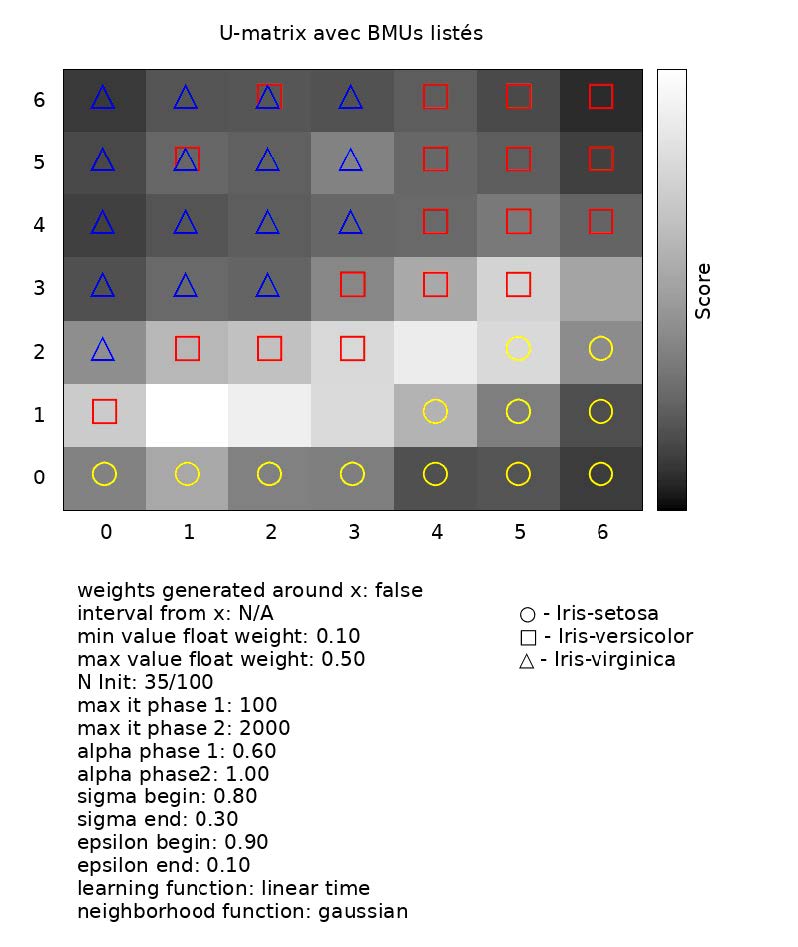 U-matrix avec BMUs listés
6
5
4
3
2
1
0
0 1 2 3 4 5 6
Score
weights generated around x: false
interval from x: N/A
min value float weight: 0.10
max value float weight: 0.50
N Init: 35/100
max it phase 1: 100
max it phase 2: 2000
alpha phase 1: 0.60
alpha phase2: 1.00
sigma begin: 0.80
sigma end: 0.30
epsilon begin: 0.90
epsilon end: 0.10
learning function: linear time
neighborhood function: gaussian
○ - Iris-setosa
□ - Iris-versicolor
△ - Iris-virginica